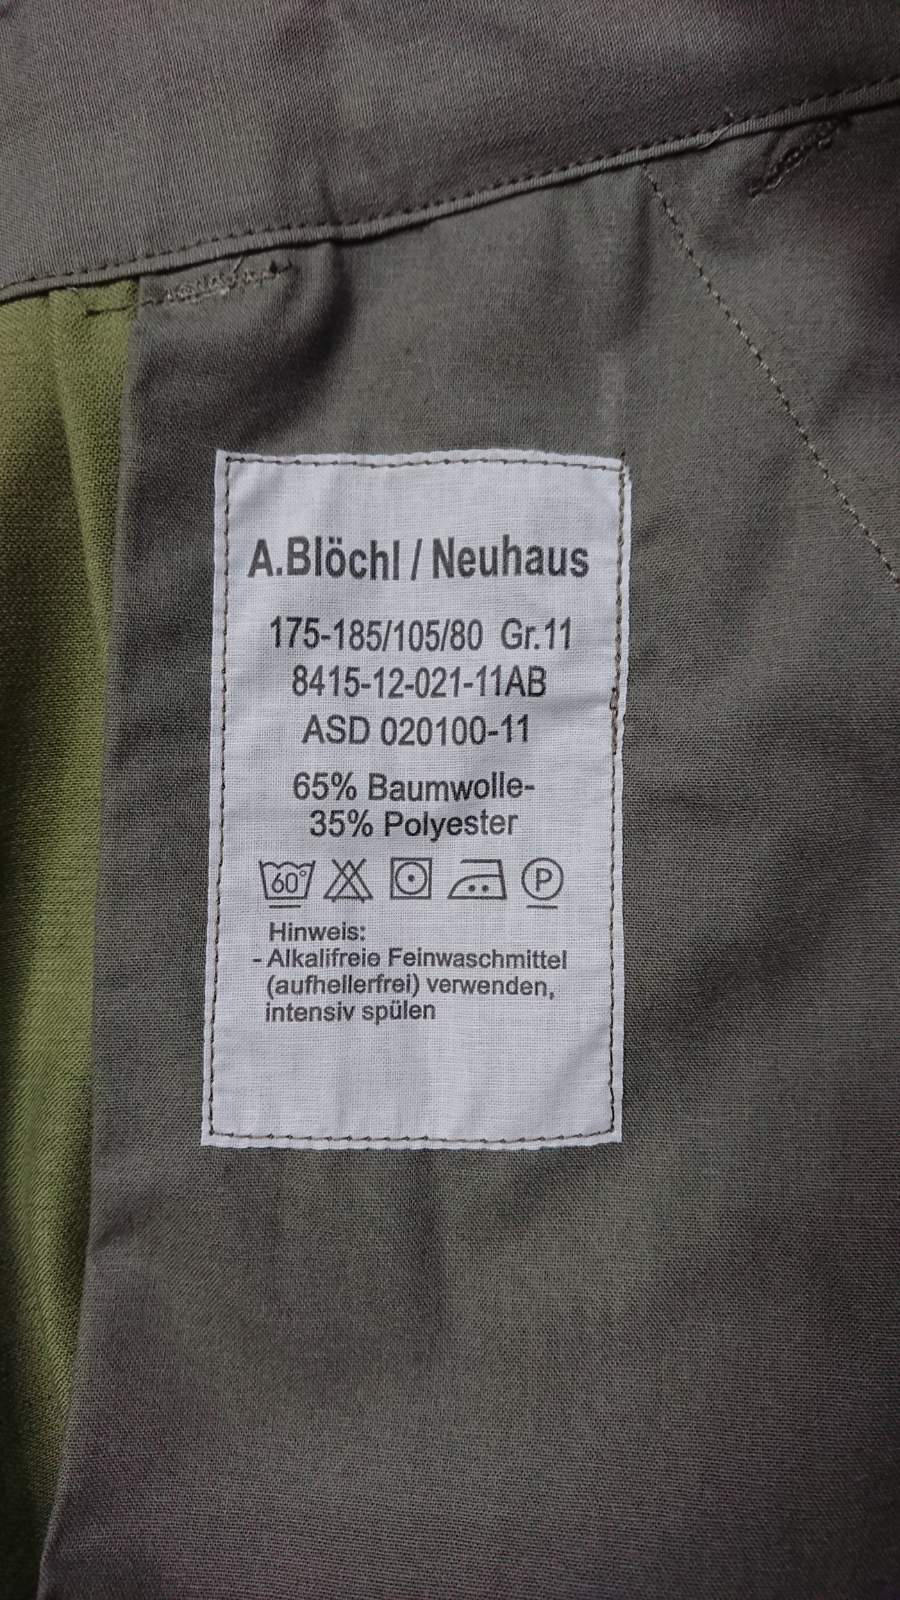 A.Blöchl / Neuhaus
175-185/105/80 Gr.11
8415-12-021-11AB
ASD 020100-11
65% Baumwolle-
35% Polyester
60° P
Hinweis:
- Alkalifreie Feinwaschmittel
(aufhellerfrei) verwenden,
intensiv spülen